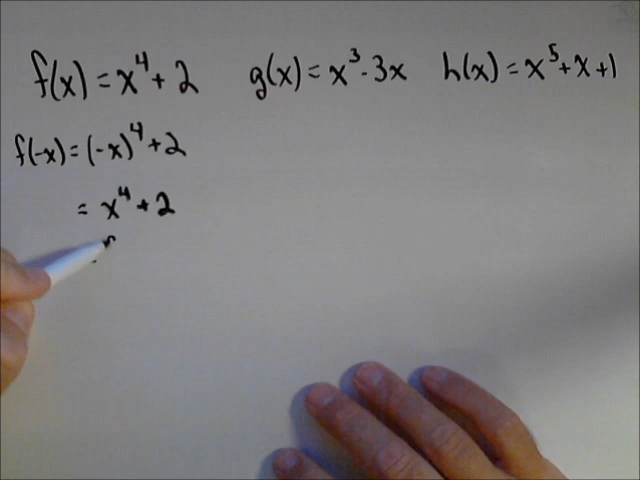 f(x) = x⁴ + 2 g(x) = x³ - 3x h(x) = x⁵ + x + 1
f(-x) = (-x)⁴ + 2
= x⁴ + 2